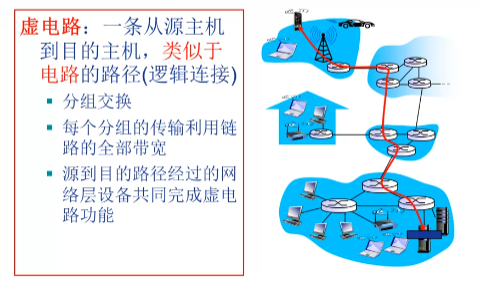 虚电路：一条从源主机
到目的主机，类似于
电路的路径(逻辑连接)
分组交换
每个分组的传输利用链
路的全部带宽
源到目的路径经过的网
络层设备共同完成虚电
路功能